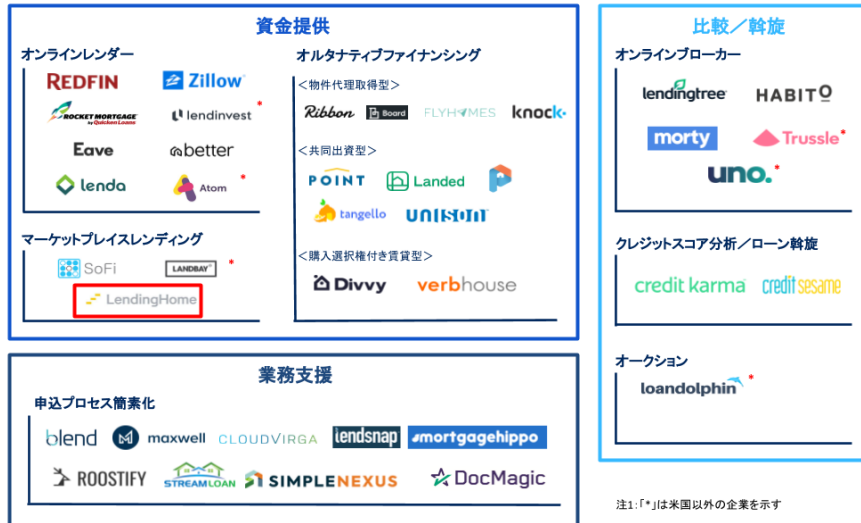 資金提供
オンラインレンダー
REDFIN
Zillow
ROCKET MORTGAGE
by Quicken Loans
lendinvest *
Eave
better
lenda
Atom *
マーケットプレイスレンディング
SoFi
LANDBAY *
LendingHome
オルタナティブファイナンシング
<物件代理取得型>
Ribbon
Board
FLYHOMES
knock
<共同出資型>
POINT
Landed
tangello
UNISON
<購入選択権付き賃貸型>
Divvy
verbhouse
業務支援
申込プロセス簡素化
blend
maxwell
CLOUDVIRGA
lendsnap
mortgagehippo
ROOSTIFY
STREAMLOAN
SIMPLENEXUS
DocMagic
比較／斡旋
オンラインブローカー
lendingtree
HABITO
morty
Trussle *
uno. *
クレジットスコア分析／ローン斡旋
credit karma
credit sesame
オークション
loandolphin *
注1:「*」は米国以外の企業を示す